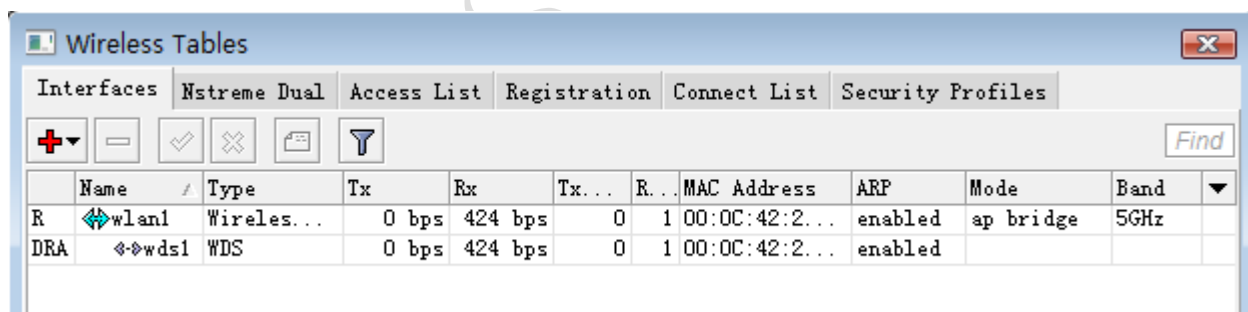 Wireless Tables
Interfaces Nstreme Dual Access List Registration Connect List Security Profiles
Find
Name Type Tx Rx Tx... R... MAC Address ARP Mode Band
R wlan1 Wireles... 0 bps 424 bps 0 1 00:0C:42:2... enabled ap bridge 5GHz
DRA wds1 WDS 0 bps 424 bps 0 1 00:0C:42:2... enabled